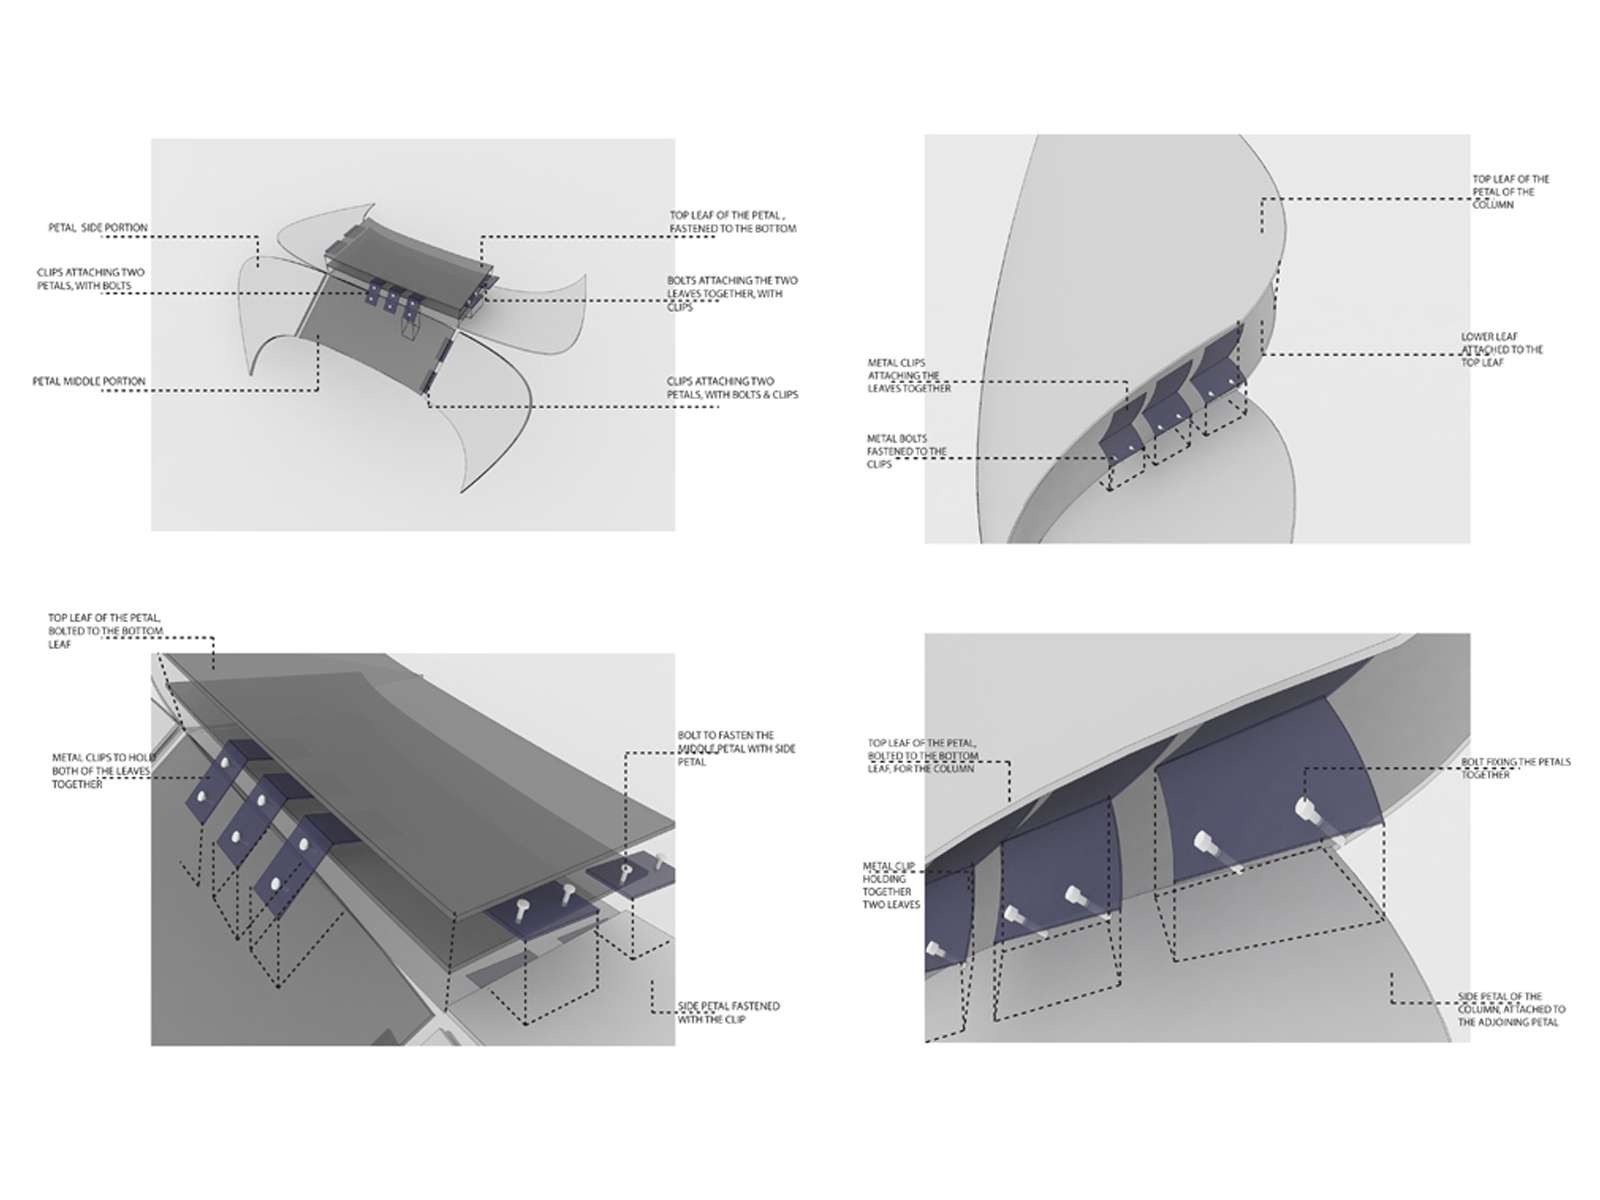 PETAL SIDE PORTION
CLIPS ATTACHING TWO
PETALS, WITH BOLTS
PETAL MIDDLE PORTION
TOP LEAF OF THE PETAL ,
FASTENED TO THE BOTTOM
BOLTS ATTACHING THE TWO
LEAVES TOGETHER, WITH
CLIPS
CLIPS ATTACHING TWO
PETALS, WITH BOLTS & CLIPS
METAL CLIPS
ATTACHING THE
LEAVES TOGETHER
METAL BOLTS
FASTENED TO THE
CLIPS
TOP LEAF OF THE
PETAL OF THE
COLUMN
LOWER LEAF
ATTACHED TO THE
TOP LEAF
TOP LEAF OF THE PETAL,
BOLTED TO THE BOTTOM
LEAF
METAL CLIPS TO HOLD
BOTH OF THE LEAVES
TOGETHER
BOLT TO FASTEN THE
MIDDLE PETAL WITH SIDE
PETAL
SIDE PETAL FASTENED
WITH THE CLIP
TOP LEAF OF THE PETAL,
BOLTED TO THE BOTTOM
LEAF, FOR THE COLUMN
METAL CLIP
HOLDING
TOGETHER
TWO LEAVES
BOLT FIXING THE PETALS
TOGETHER
SIDE PETAL OF THE
COLUMN, ATTACHED TO
THE ADJOINING PETAL